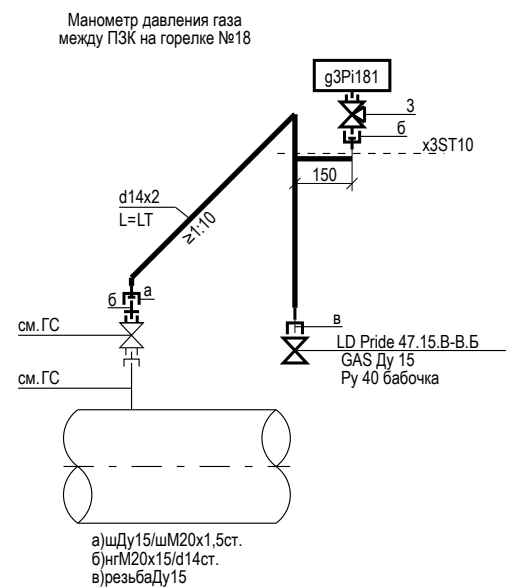 Манометр давления газа
между ПЗК на горелке №18
g3Pi181
3
б
x3ST10
150
d14x2
L=LT
≥1:10
а
б
см.ГС
в
LD Pride 47.15.В-В.Б
GAS Ду 15
Ру 40 бабочка
см.ГС
а)шДу15/шМ20х1,5ст.
б)нгМ20х15/d14ст.
в)резьбаДу15